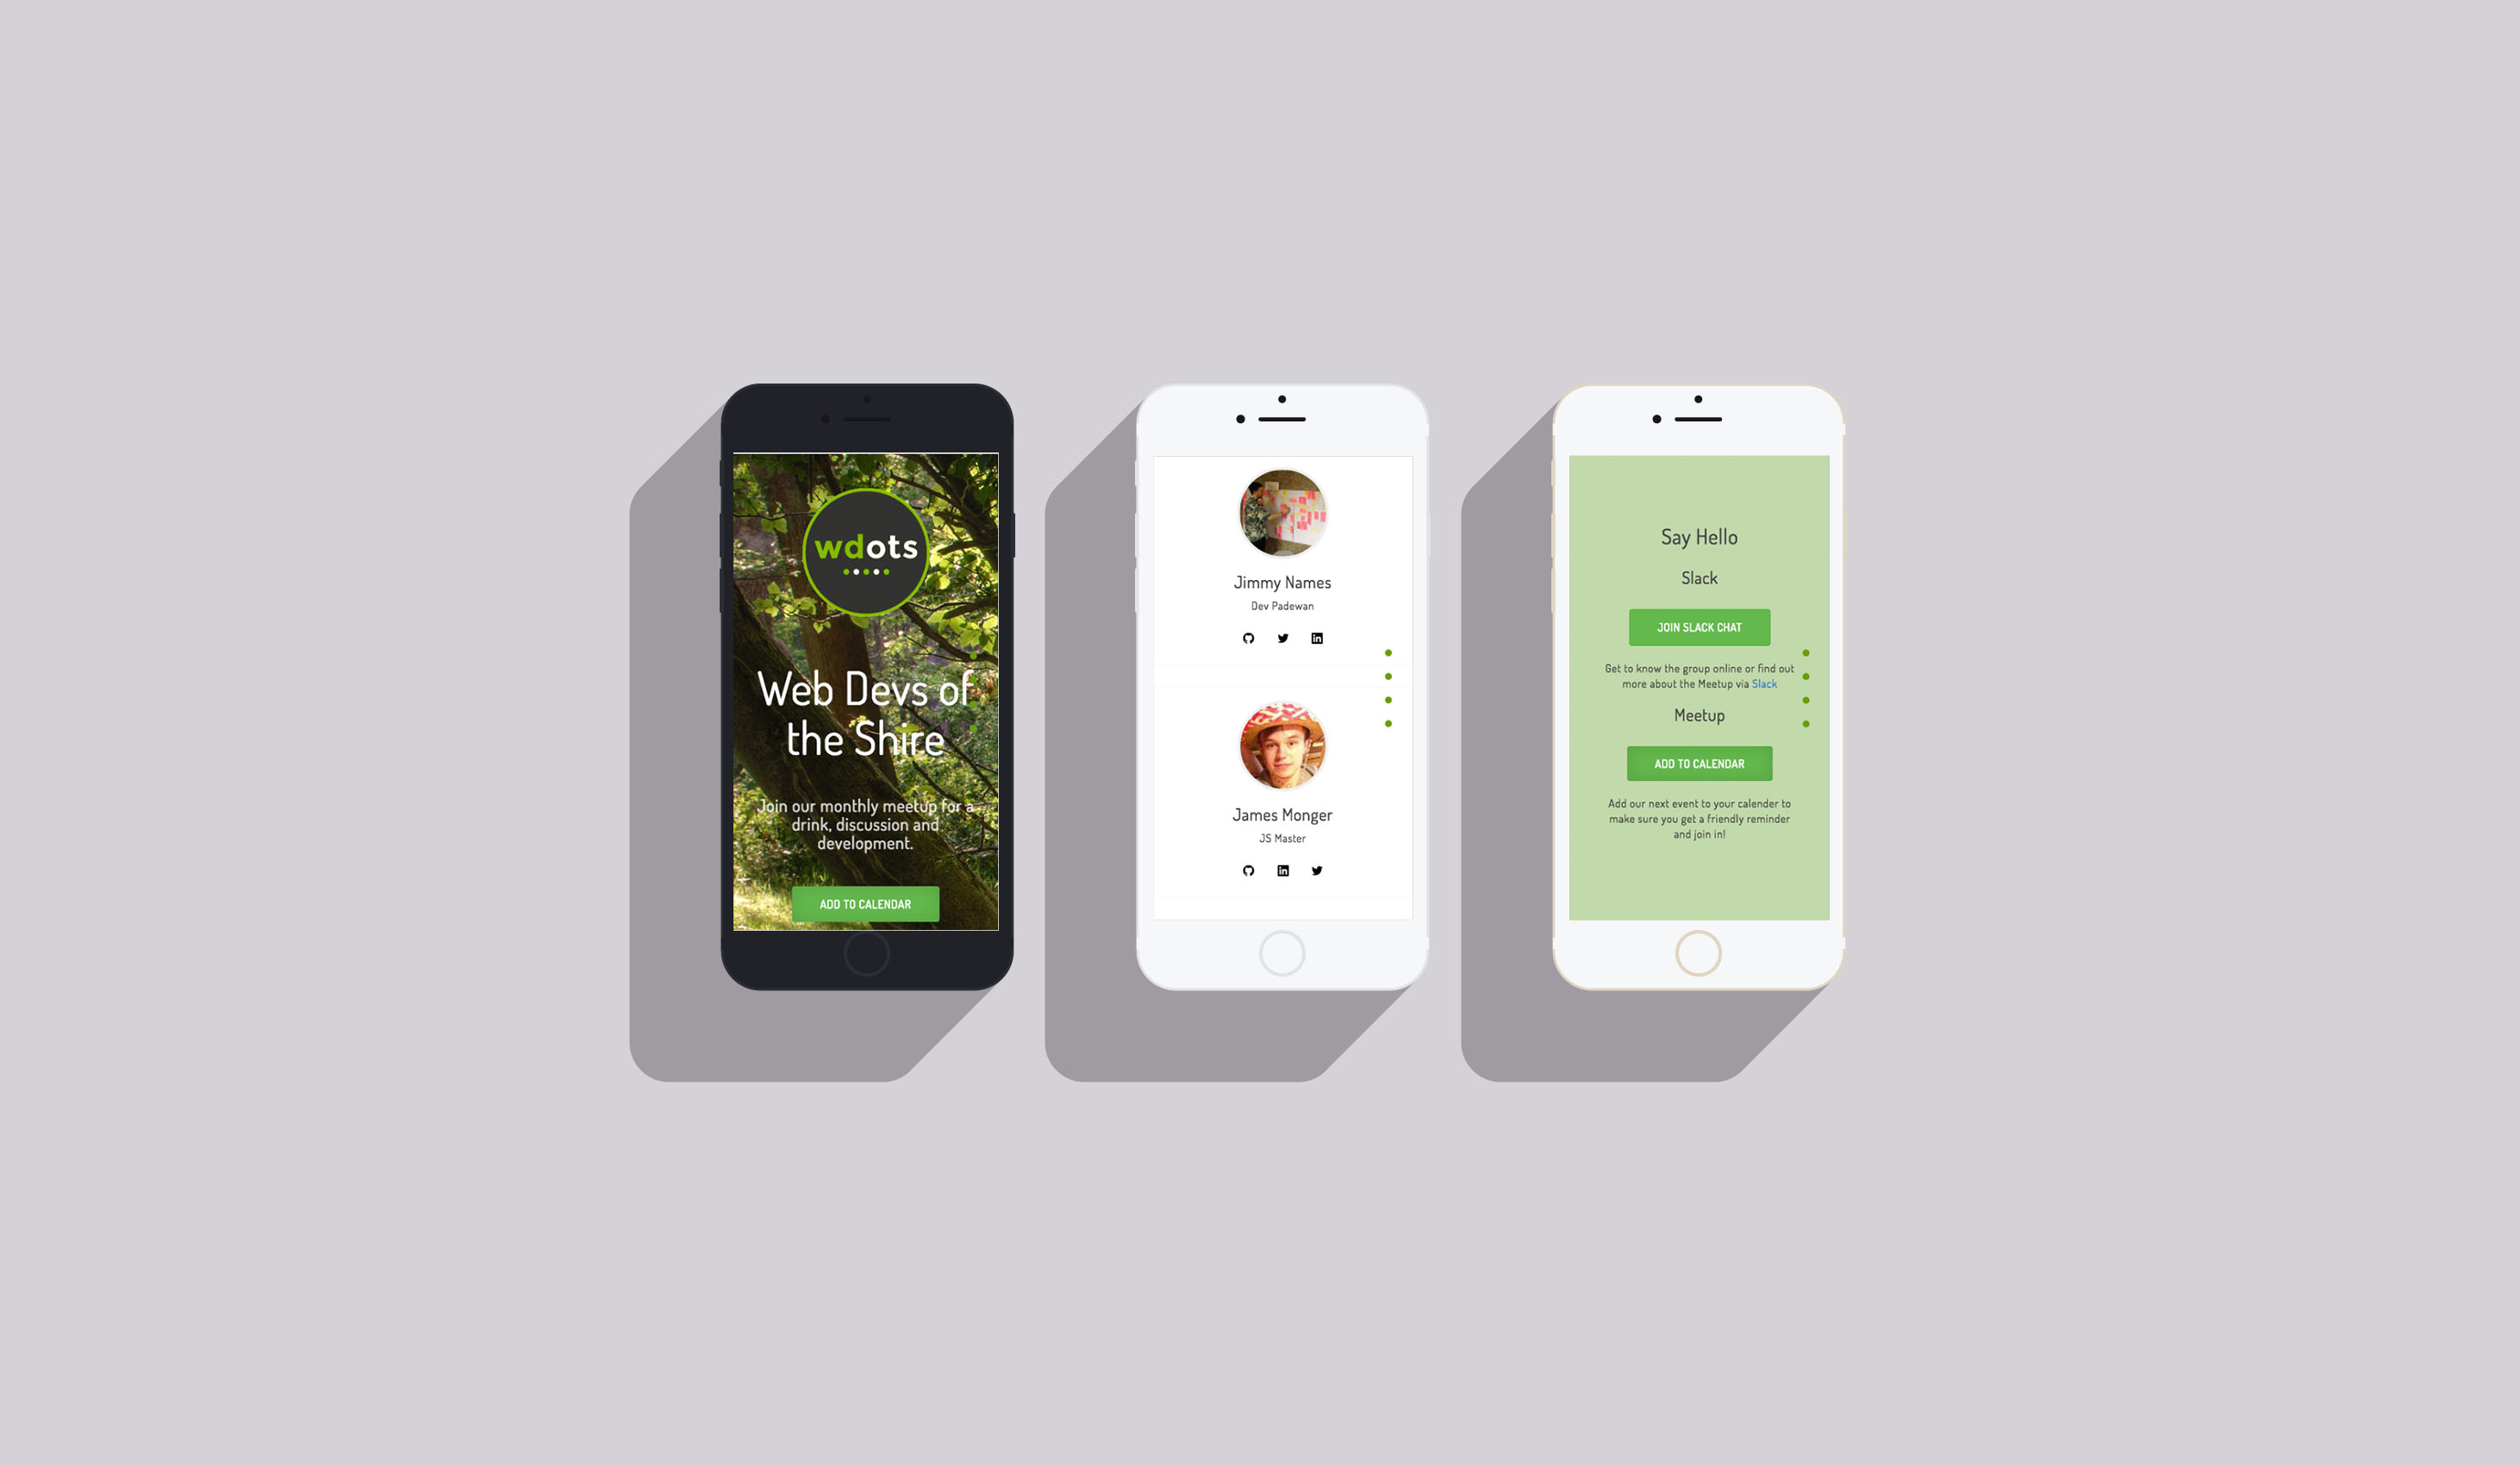 wdots
Web Devs of
the Shire
Join our monthly meetup for a
drink, discussion and
development.
ADD TO CALENDAR
Jimmy Names
Dev Padewan
James Monger
JS Master
Say Hello
Slack
JOIN SLACK CHAT
Get to know the group online or find out
more about the Meetup via Slack
Meetup
ADD TO CALENDAR
Add our next event to your calender to
make sure you get a friendly reminder
and join in!